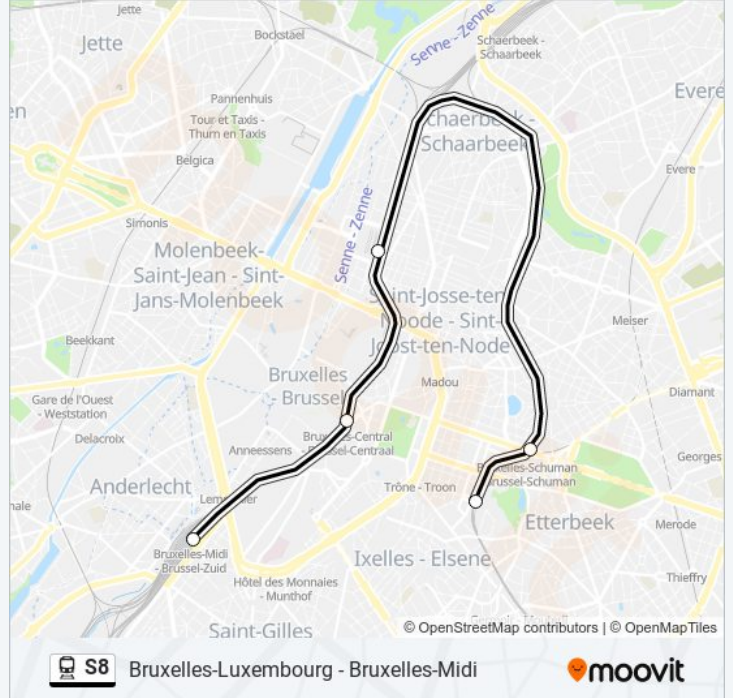 Jette
Jette
Bockstael
Senne - Zenne
Schaerbeek -
Schaarbeek
Evere
en
Pannenhuis
Tour et Taxis -
Thurn en Taxis
chaerbeek -
Schaarbeek
Belgica
Evere
Simonis
Senne - Zenne
Molenbeek-
Saint-Jean - Sint-
Jans-Molenbeek
Saint-Josse-ten-
Noode - Sint-
Joost-ten-Node
Meiser
Beekkant
Bruxelles
- Brussel
Madou
Diamant
Gare de l'Ouest
- Weststation
Delacroix
Anneessens
Bruxelles-Central
- Brussel-Centraal
Georges
Bruxelles-Schuman
- Brussel-Schuman
Anderlecht
Trône - Troon
nale
Lemonnier
Etterbeek
Merode
Bruxelles-Midi
- Brussel-Zuid
Ixelles - Elsene
Hôtel des Monnaies
- Munthof
Thieffry
Saint-Gilles
© OpenStreetMap contributors | © OpenMapTiles
S8 Bruxelles-Luxembourg - Bruxelles-Midi
moovit